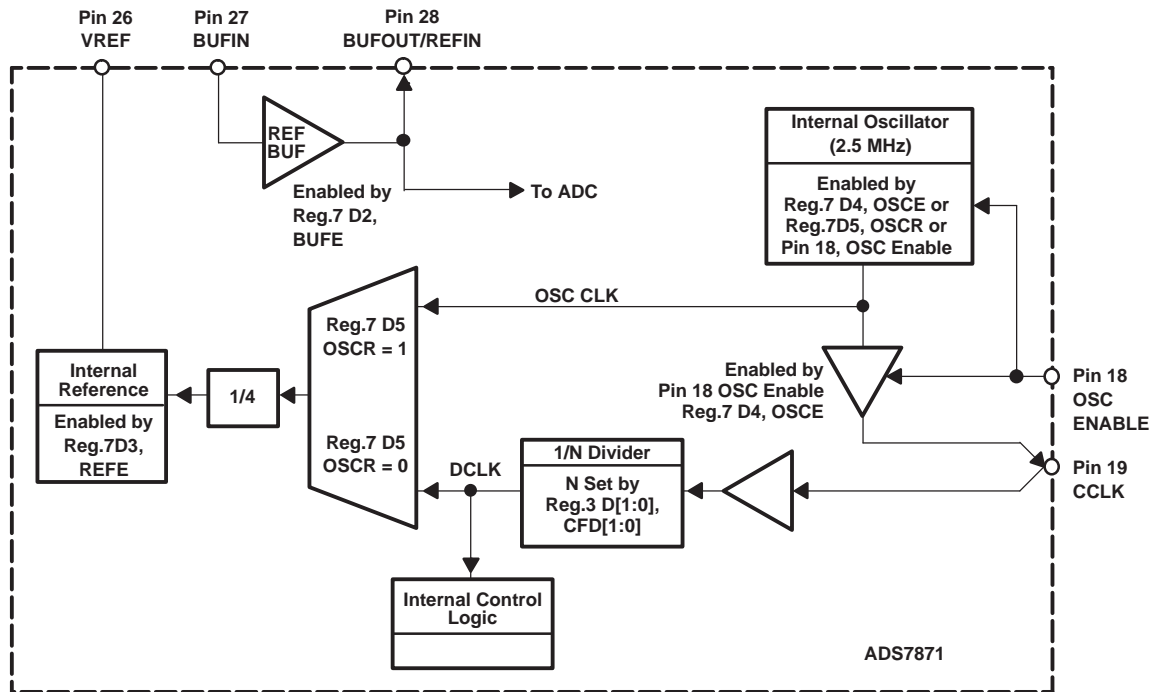 Pin 26
VREF
Pin 27
BUFIN
Pin 28
BUFOUT/REFIN
REF
BUF
Enabled by
Reg.7 D2,
BUFE
To ADC
Internal Oscillator
(2.5 MHz)
Enabled by
Reg.7 D4, OSCE or
Reg.7D5, OSCR or
Pin 18, OSC Enable
OSC CLK
Reg.7 D5
OSCR = 1
Internal
Reference
Enabled by
Reg.7D3,
REFE
1/4
Enabled by
Pin 18 OSC Enable
Reg.7 D4, OSCE
Pin 18
OSC
ENABLE
Reg.7 D5
OSCR = 0
DCLK
1/N Divider
N Set by
Reg.3 D[1:0],
CFD[1:0]
Pin 19
CCLK
Internal Control
Logic
ADS7871